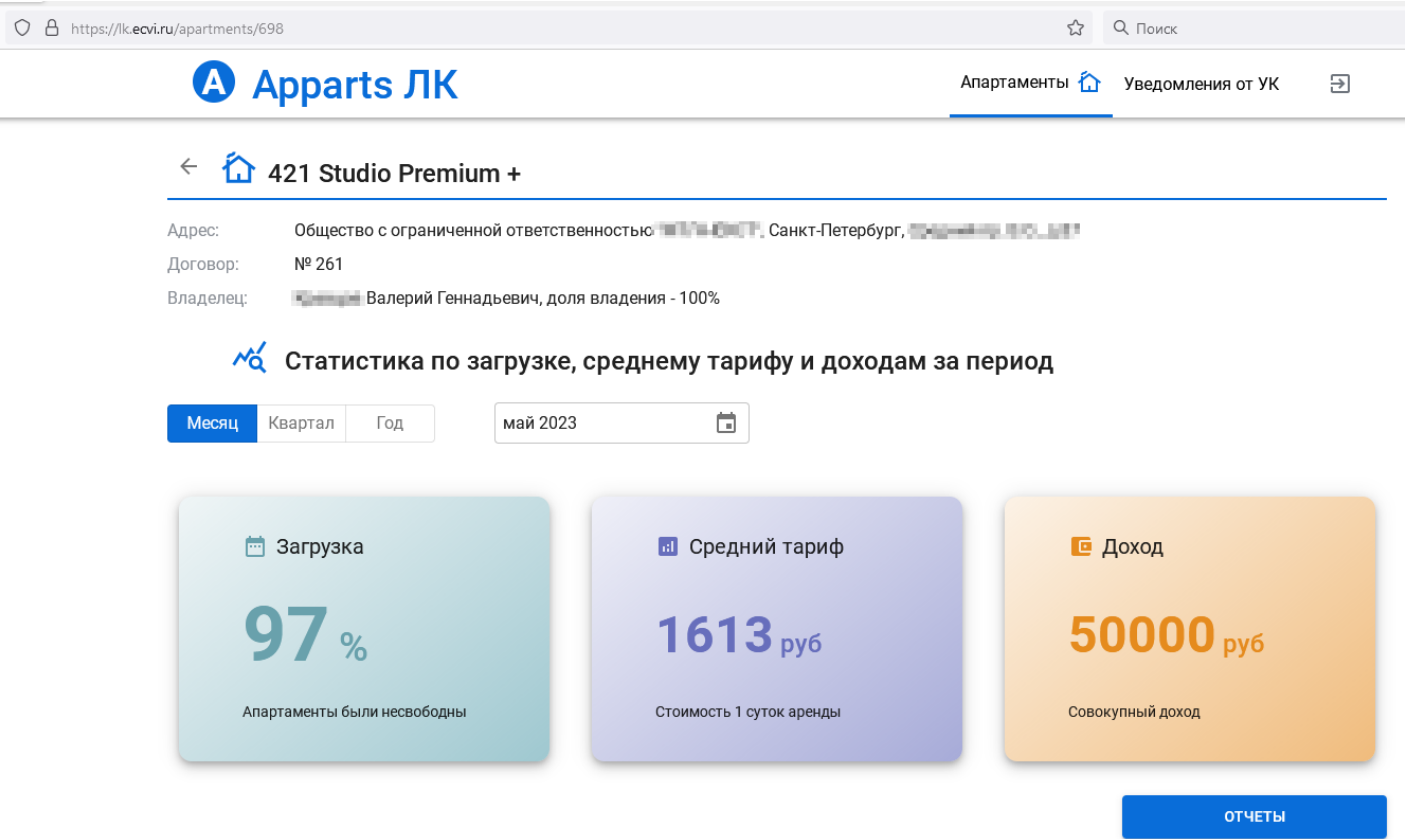 https://lk.ecvi.ru/apartments/698
Поиск
A Apparts ЛК
Апартаменты
Уведомления от УК
421 Studio Premium +
Адрес: Общество с ограниченной ответственностью Санкт-Петербург,
Договор: № 261
Владелец: Валерий Геннадьевич, доля владения - 100%
Статистика по загрузке, среднему тарифу и доходам за период
Месяц Квартал Год май 2023
Загрузка
97 %
Апартаменты были несвободны
Средний тариф
1613 руб
Стоимость 1 суток аренды
Доход
50000 руб
Совокупный доход
ОТЧЕТЫ